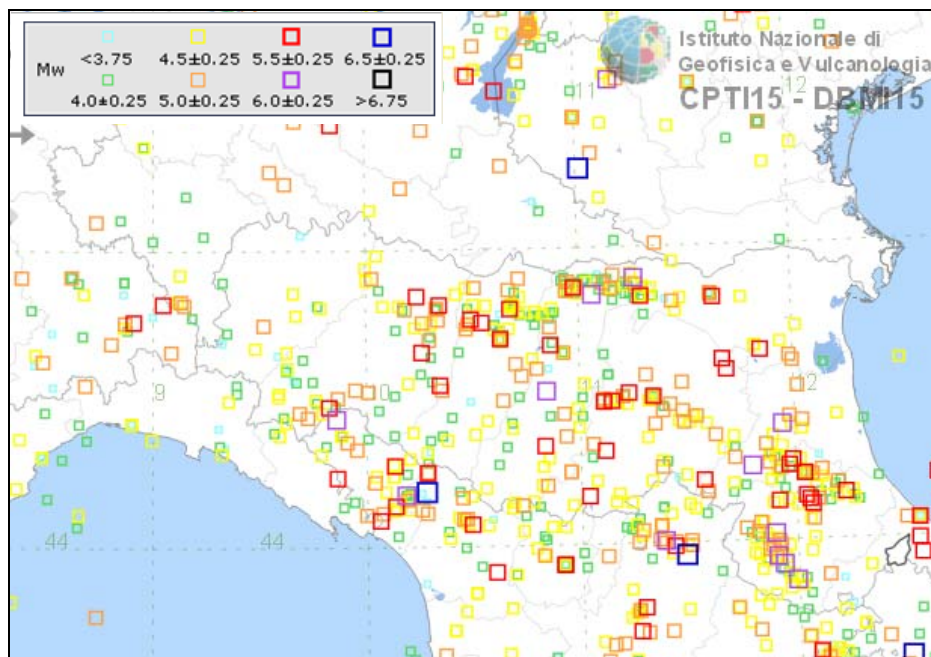 Mw
<3.75 4.5±0.25 5.5±0.25 6.5±0.25
4.0±0.25 5.0±0.25 6.0±0.25 >6.75
Istituto Nazionale di
Geofisica e Vulcanologia
CPTI15 - DBMI15
11
12
9
0
11
12
44
44